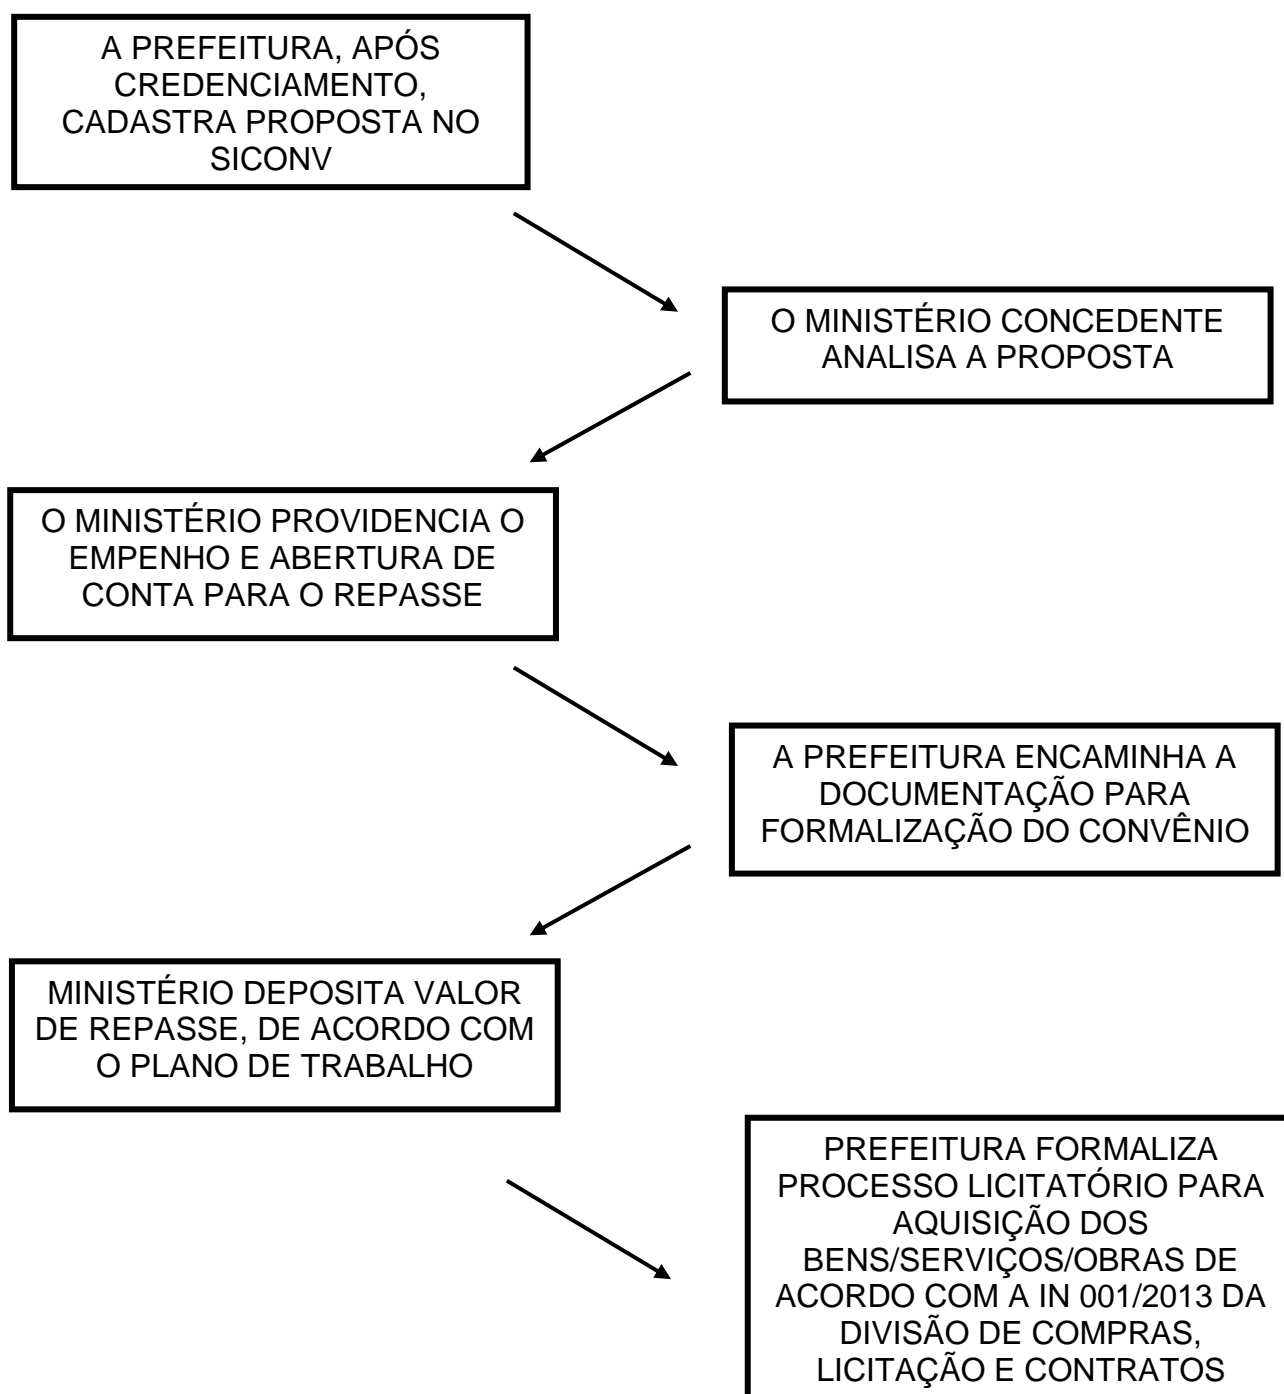 A PREFEITURA, APÓS
CREDENCIAMENTO,
CADASTRA PROPOSTA NO
SICONV
O MINISTÉRIO CONCEDENTE
ANALISA A PROPOSTA
O MINISTÉRIO PROVIDENCIA O
EMPENHO E ABERTURA DE
CONTA PARA O REPASSE
A PREFEITURA ENCAMINHA A
DOCUMENTAÇÃO PARA
FORMALIZAÇÃO DO CONVÊNIO
MINISTÉRIO DEPOSITA VALOR
DE REPASSE, DE ACORDO COM
O PLANO DE TRABALHO
PREFEITURA FORMALIZA
PROCESSO LICITATÓRIO PARA
AQUISIÇÃO DOS
BENS/SERVIÇOS/OBRAS DE
ACORDO COM A IN 001/2013 DA
DIVISÃO DE COMPRAS,
LICITAÇÃO E CONTRATOS